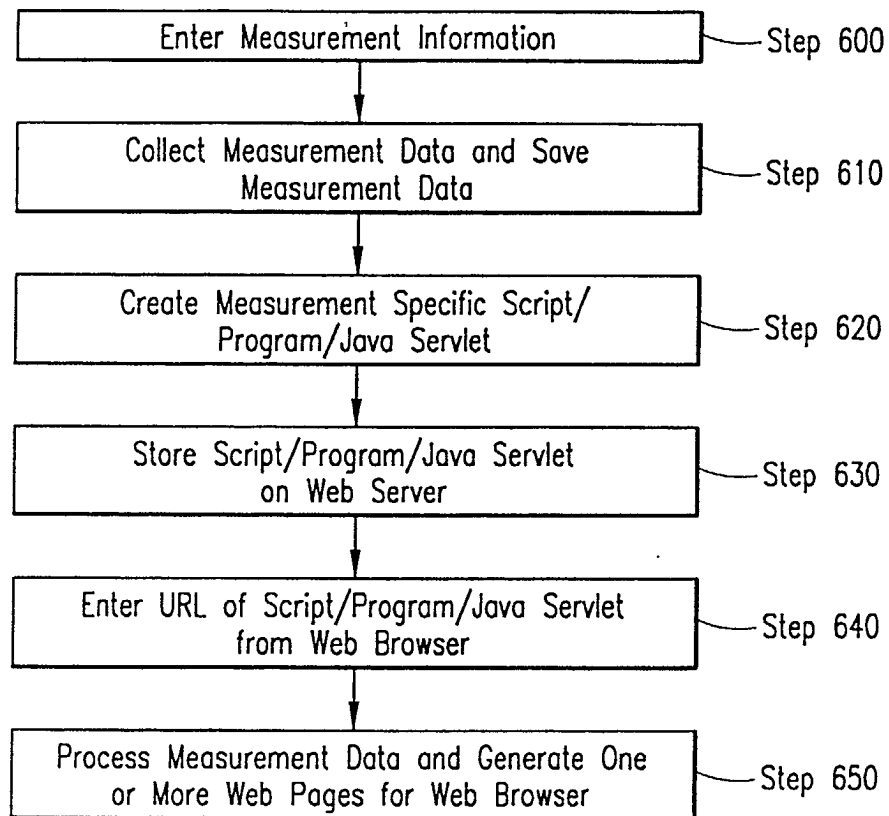 Enter Measurement Information
Step 600
Collect Measurement Data and Save
Measurement Data
Step 610
Create Measurement Specific Script/
Program/Java Servlet
Step 620
Store Script/Program/Java Servlet
on Web Server
Step 630
Enter URL of Script/Program/Java Servlet
from Web Browser
Step 640
Process Measurement Data and Generate One
or More Web Pages for Web Browser
Step 650